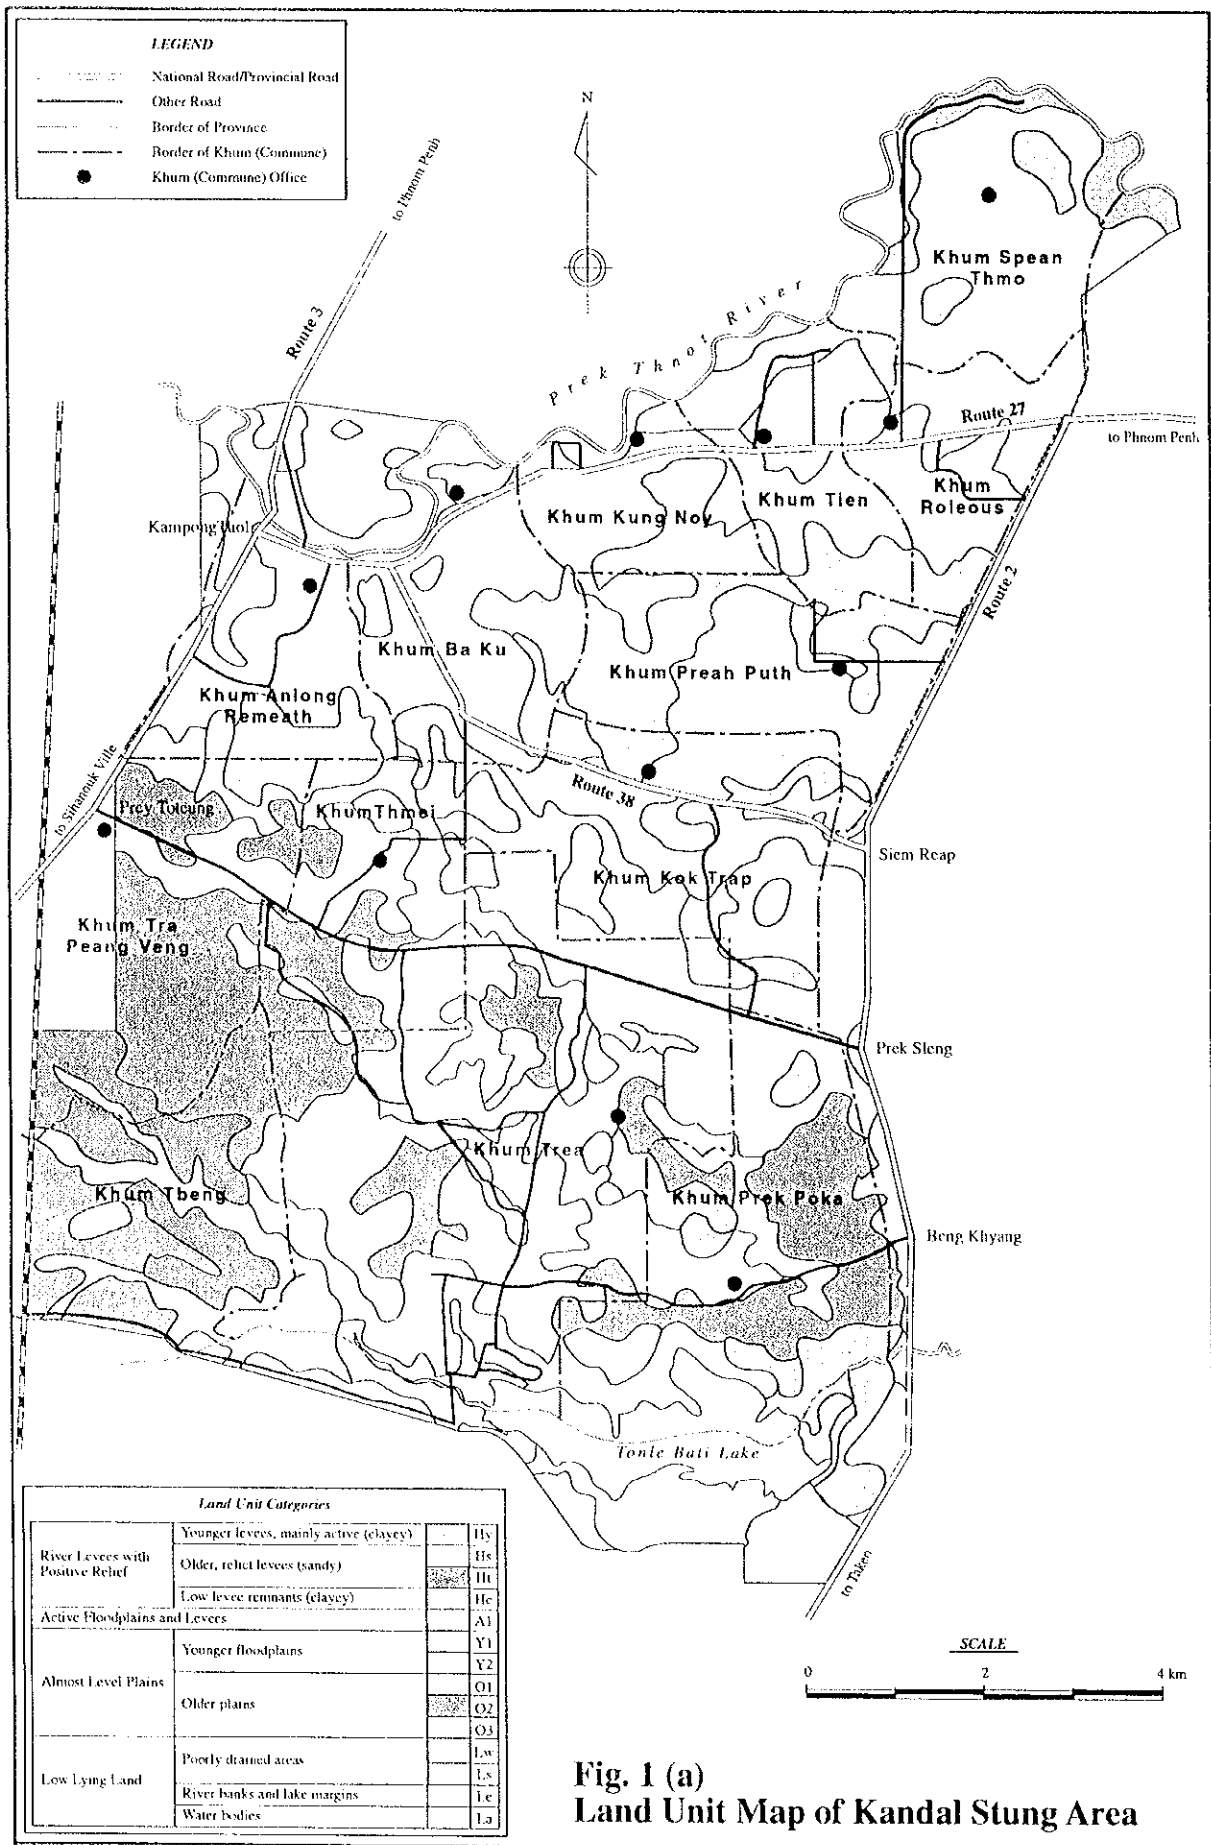 LEGEND
National Road/Provincial Road
Other Road
Border of Province
Border of Khum (Commune)
Khum (Commune) Office
to Phnom Penh
N
Route 3
Prek Thnot River
Khum Spean
Thmo
Route 27
to Phnom Penh
Khum Tien
Khum
Roleous
Khum Kung Noy
Kampong Tuol
Route 2
Khum Ba Ku
Khum Preah Puth
Khum Anlong
Remeath
to Sihanouk Ville
Prey Toteung
Khum Thmei
Route 38
Siem Reap
Khum Kok Trap
Khum Tra
Peang Veng
Prek Sleng
Khum Trea
Khum Tbeng
Khum Prek Poka
Beng Khyang
Tonle Bati Lake
to Takeo
Land Unit Categories
River Levees with
Positive Relief
Younger levees, mainly active (clayey)
Hy
Older, relict levees (sandy)
Hs
Ht
Low levee remnants (clayey)
Hc
Active Floodplains and Levees
A1
Almost Level Plains
Younger floodplains
Y1
Y2
Older plains
O1
O2
O3
Low Lying Land
Poorly drained areas
Lw
Ls
River banks and lake margins
Le
Water bodies
La
SCALE
0 2 4 km
Fig. 1 (a)
Land Unit Map of Kandal Stung Area